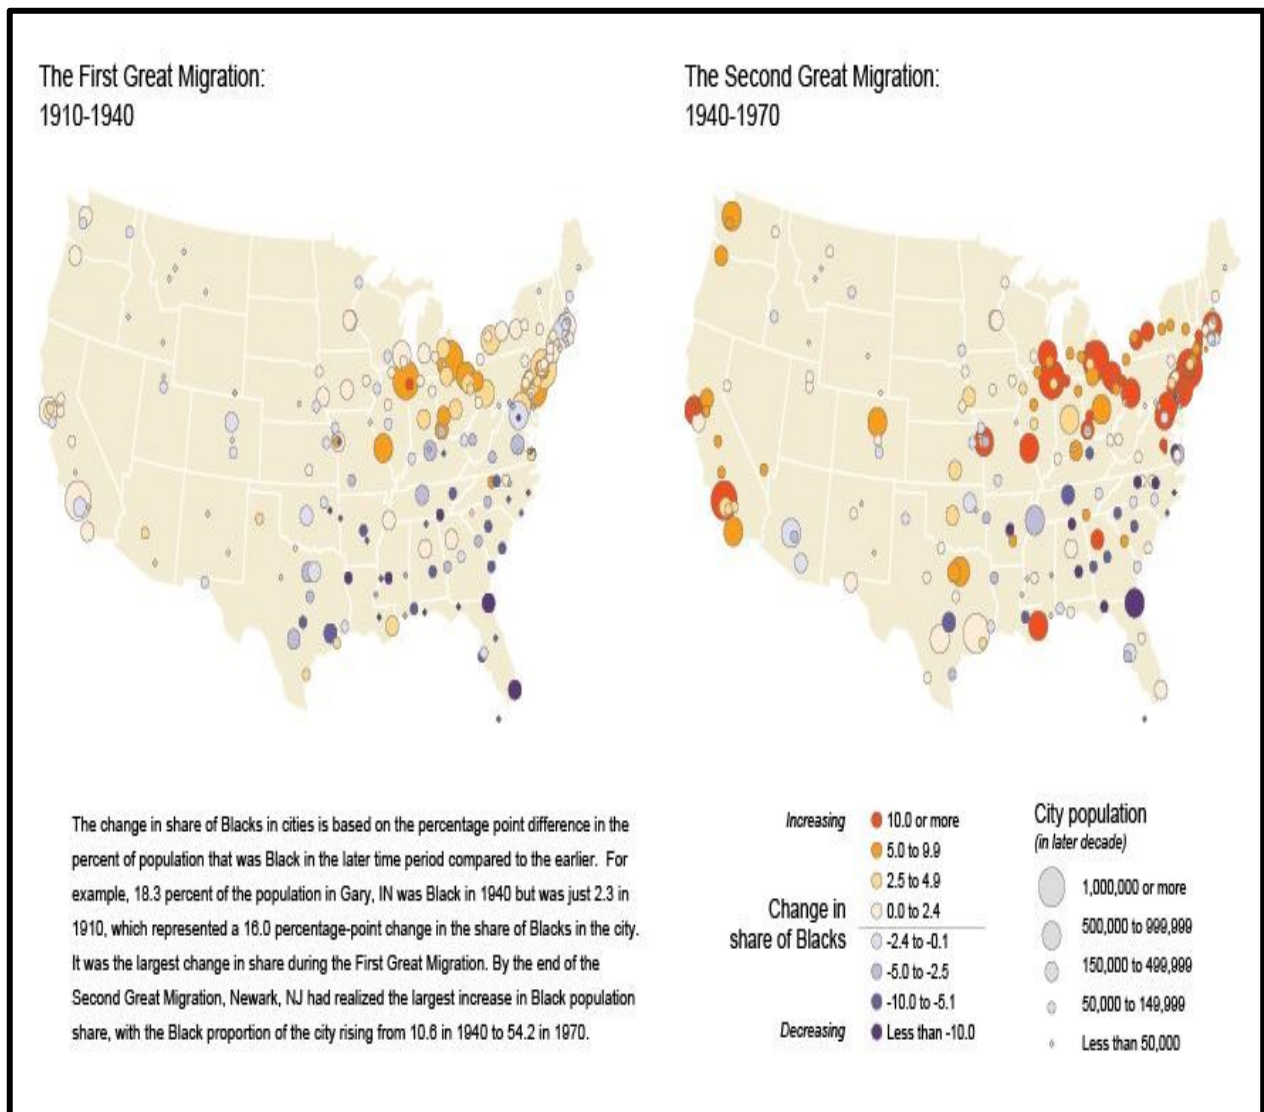 The First Great Migration:
1910-1940
The Second Great Migration:
1940-1970
The change in share of Blacks in cities is based on the percentage point difference in the
percent of population that was Black in the later time period compared to the earlier. For
example, 18.3 percent of the population in Gary, IN was Black in 1940 but was just 2.3 in
1910, which represented a 16.0 percentage-point change in the share of Blacks in the city.
It was the largest change in share during the First Great Migration. By the end of the
Second Great Migration, Newark, NJ had realized the largest increase in Black population
share, with the Black proportion of the city rising from 10.6 in 1940 to 54.2 in 1970.
Change in
share of Blacks
Increasing
10.0 or more
5.0 to 9.9
2.5 to 4.9
0.0 to 2.4
-2.4 to -0.1
-5.0 to -2.5
-10.0 to -5.1
Decreasing
Less than -10.0
City population
(in later decade)
1,000,000 or more
500,000 to 999,999
150,000 to 499,999
50,000 to 149,999
Less than 50,000